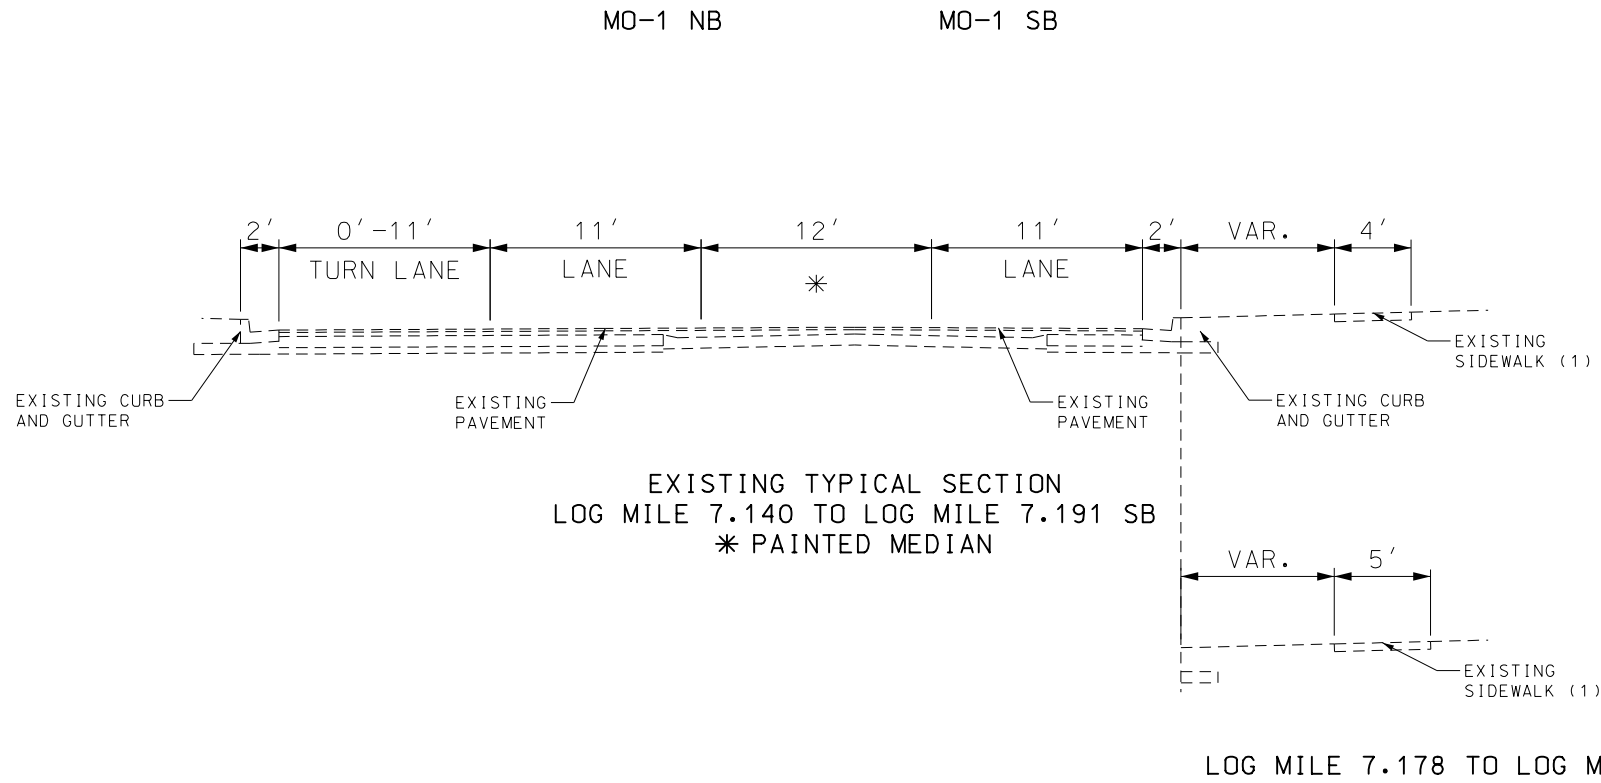 MO-1 NB
MO-1 SB
2' 0'-11' 11' 12' 11' 2' VAR. 4'
TURN LANE
LANE
LANE
*
EXISTING
SIDEWALK (1)
EXISTING CURB
AND GUTTER
EXISTING
PAVEMENT
EXISTING
PAVEMENT
EXISTING CURB
AND GUTTER
EXISTING TYPICAL SECTION
LOG MILE 7.140 TO LOG MILE 7.191 SB
* PAINTED MEDIAN
VAR. 5'
EXISTING
SIDEWALK (1)
LOG MILE 7.178 TO LOG M